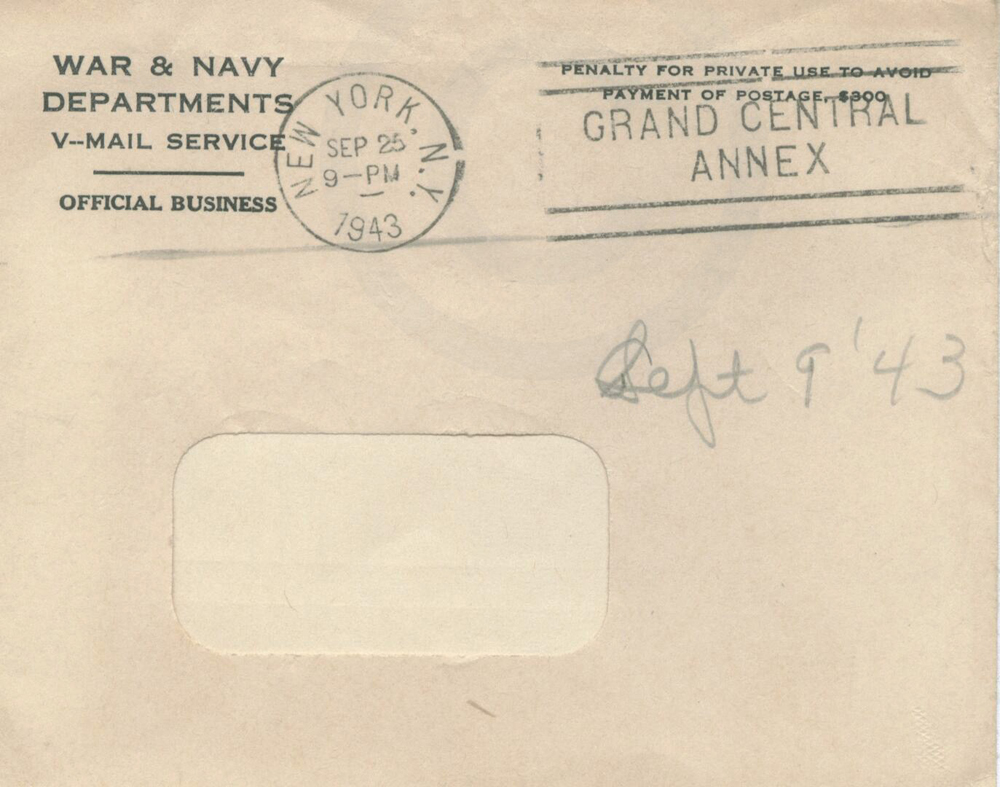 WAR & NAVY
DEPARTMENTS
V--MAIL SERVICE
OFFICIAL BUSINESS
NEW YORK, N.Y.
SEP 25
9-PM
1943
PENALTY FOR PRIVATE USE TO AVOID
PAYMENT OF POSTAGE, $300
GRAND CENTRAL
ANNEX
Sept 9 '43